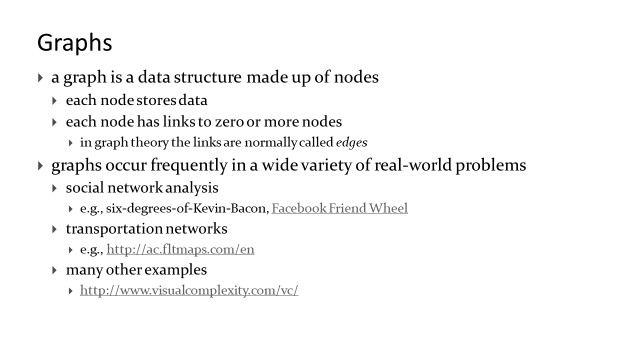 Graphs
a graph is a data structure made up of nodes
each node stores data
each node has links to zero or more nodes
in graph theory the links are normally called edges
graphs occur frequently in a wide variety of real-world problems
social network analysis
e.g., six-degrees-of-Kevin-Bacon, Facebook Friend Wheel
transportation networks
e.g., http://ac.fltmaps.com/en
many other examples
http://www.visualcomplexity.com/vc/